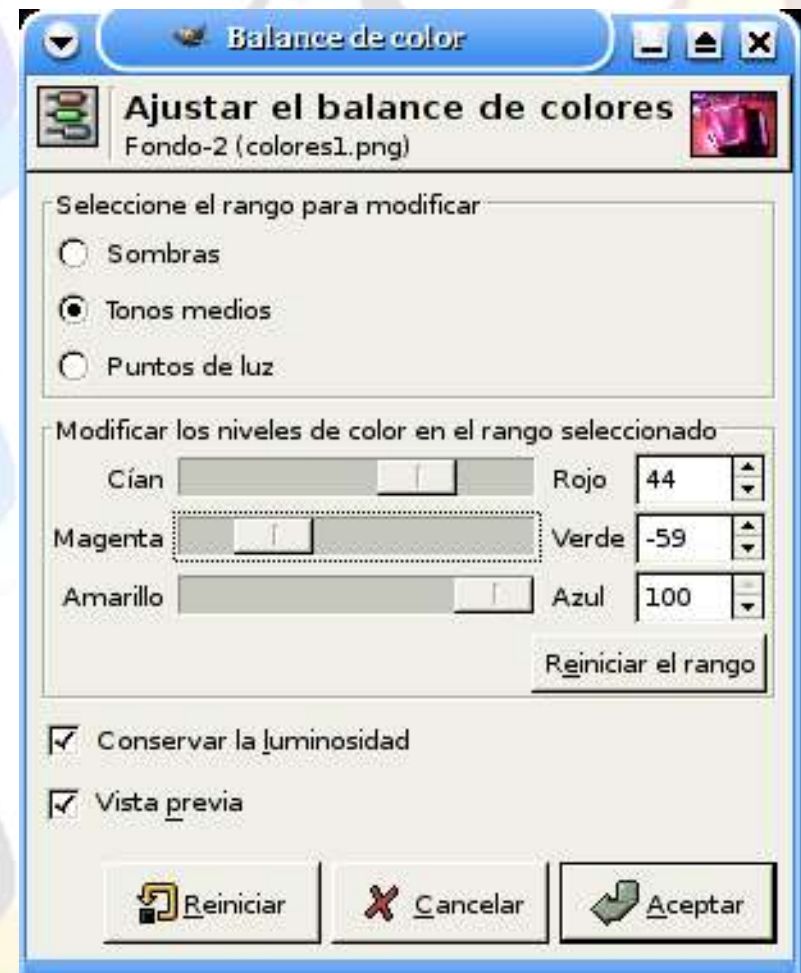 Balance de color
Ajustar el balance de colores
Fondo-2 (colores1.png)
Seleccione el rango para modificar
Sombras
Tonos medios
Puntos de luz
Modificar los niveles de color en el rango seleccionado
Cían Rojo 44
Magenta Verde -59
Amarillo Azul 100
Reiniciar el rango
Conservar la luminosidad
Vista previa
Reiniciar Cancelar Aceptar